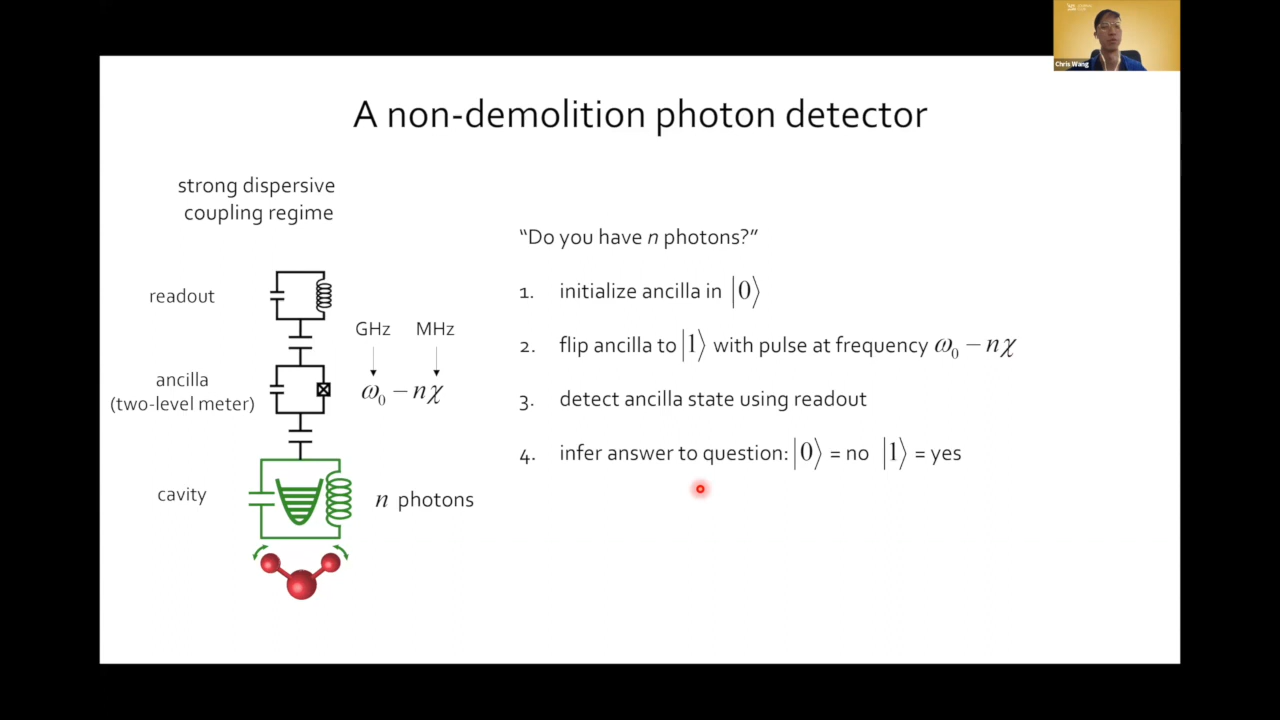 Chris Wang
A non-demolition photon detector
strong dispersive
coupling regime
readout
GHz MHz
ancilla
(two-level meter)
ω₀ − nχ
cavity
n photons
“Do you have n photons?”
1. initialize ancilla in |0⟩
2. flip ancilla to |1⟩ with pulse at frequency ω₀ − nχ
3. detect ancilla state using readout
4. infer answer to question: |0⟩ = no |1⟩ = yes